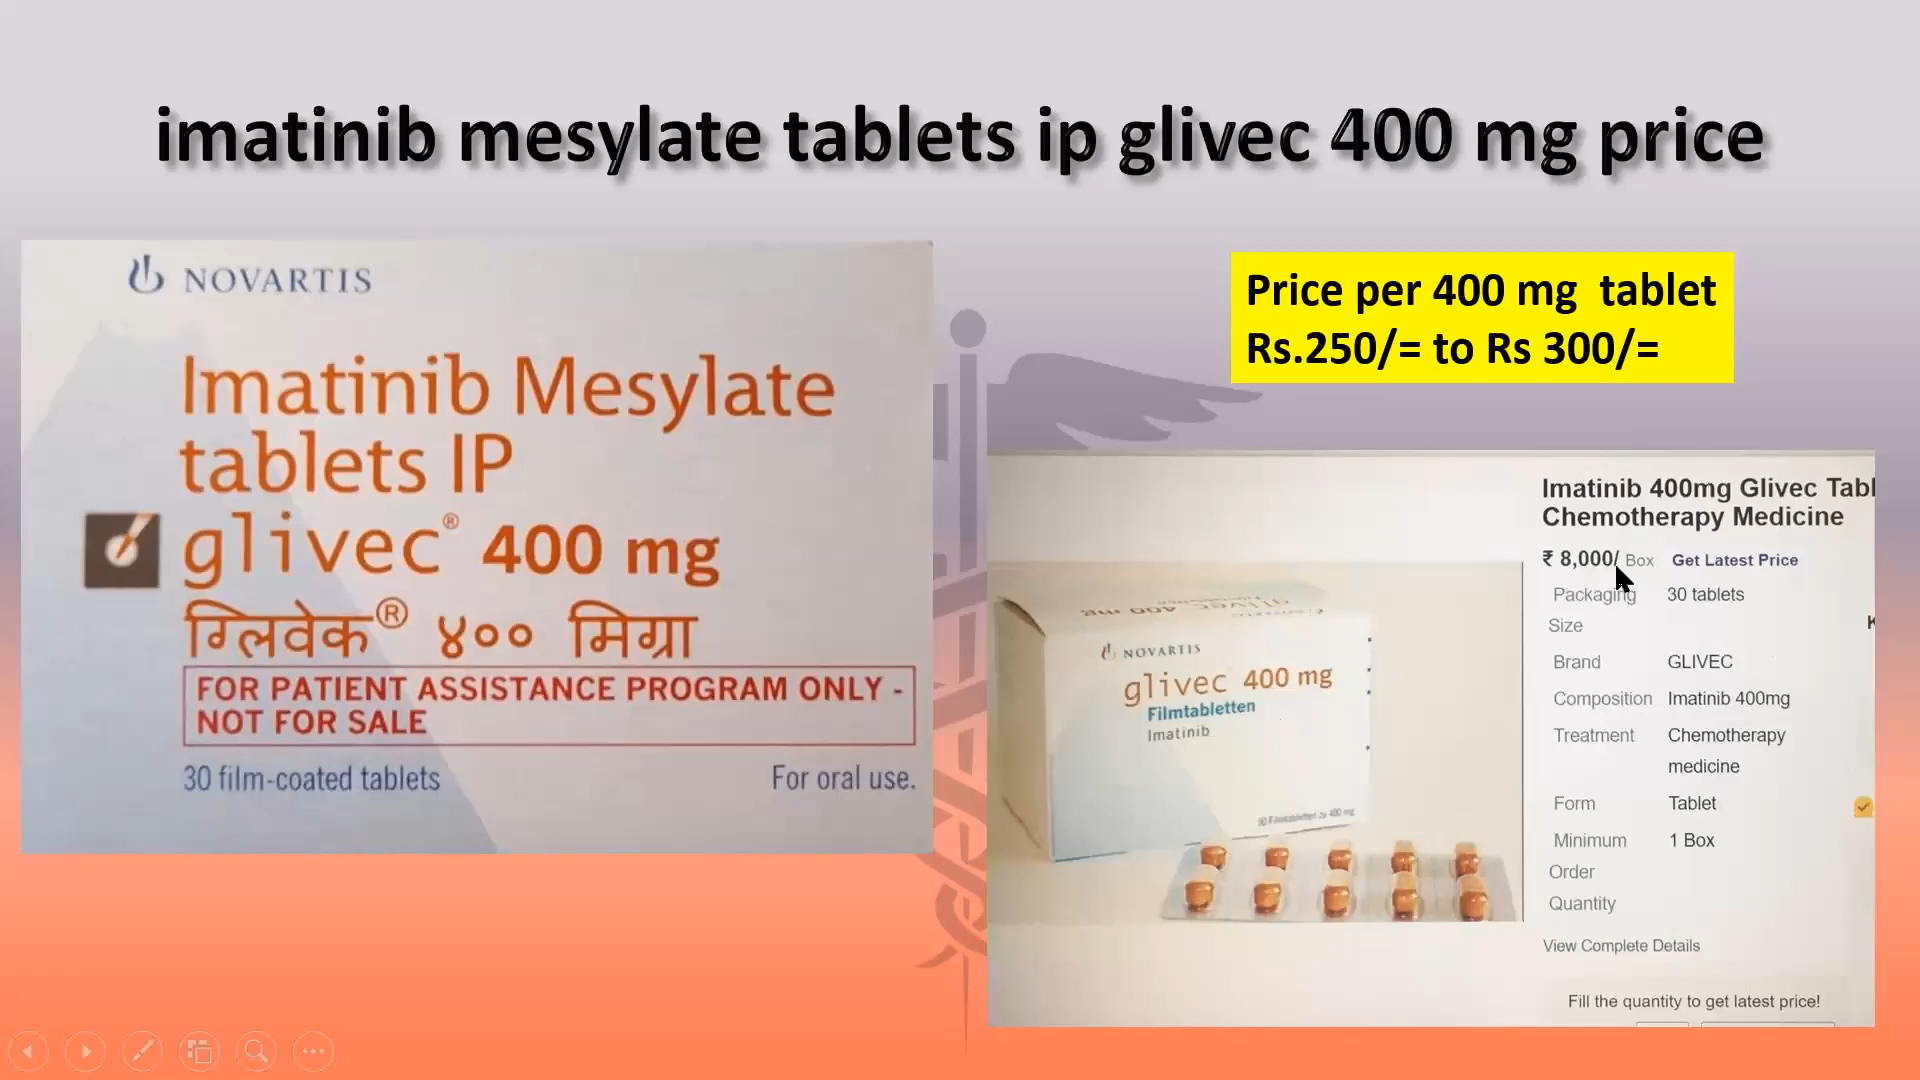 imatinib mesylate tablets ip glivec 400 mg price
NOVARTIS
Imatinib Mesylate
tablets IP
glivec® 400 mg
ग्लिवेक® ४०० मिग्रा
FOR PATIENT ASSISTANCE PROGRAM ONLY -
NOT FOR SALE
30 film-coated tablets For oral use.
Price per 400 mg tablet
Rs.250/= to Rs 300/=
glivec 400 mg
NOVARTIS
glivec 400 mg
Filmtabletten
Imatinib
Imatinib 400mg Glivec Tabl
Chemotherapy Medicine
₹ 8,000/ Box Get Latest Price
Packaging 30 tablets
Size
K
Brand GLIVEC
Composition Imatinib 400mg
Treatment Chemotherapy
medicine
Form Tablet
Minimum 1 Box
Order
Quantity
View Complete Details
Fill the quantity to get latest price!